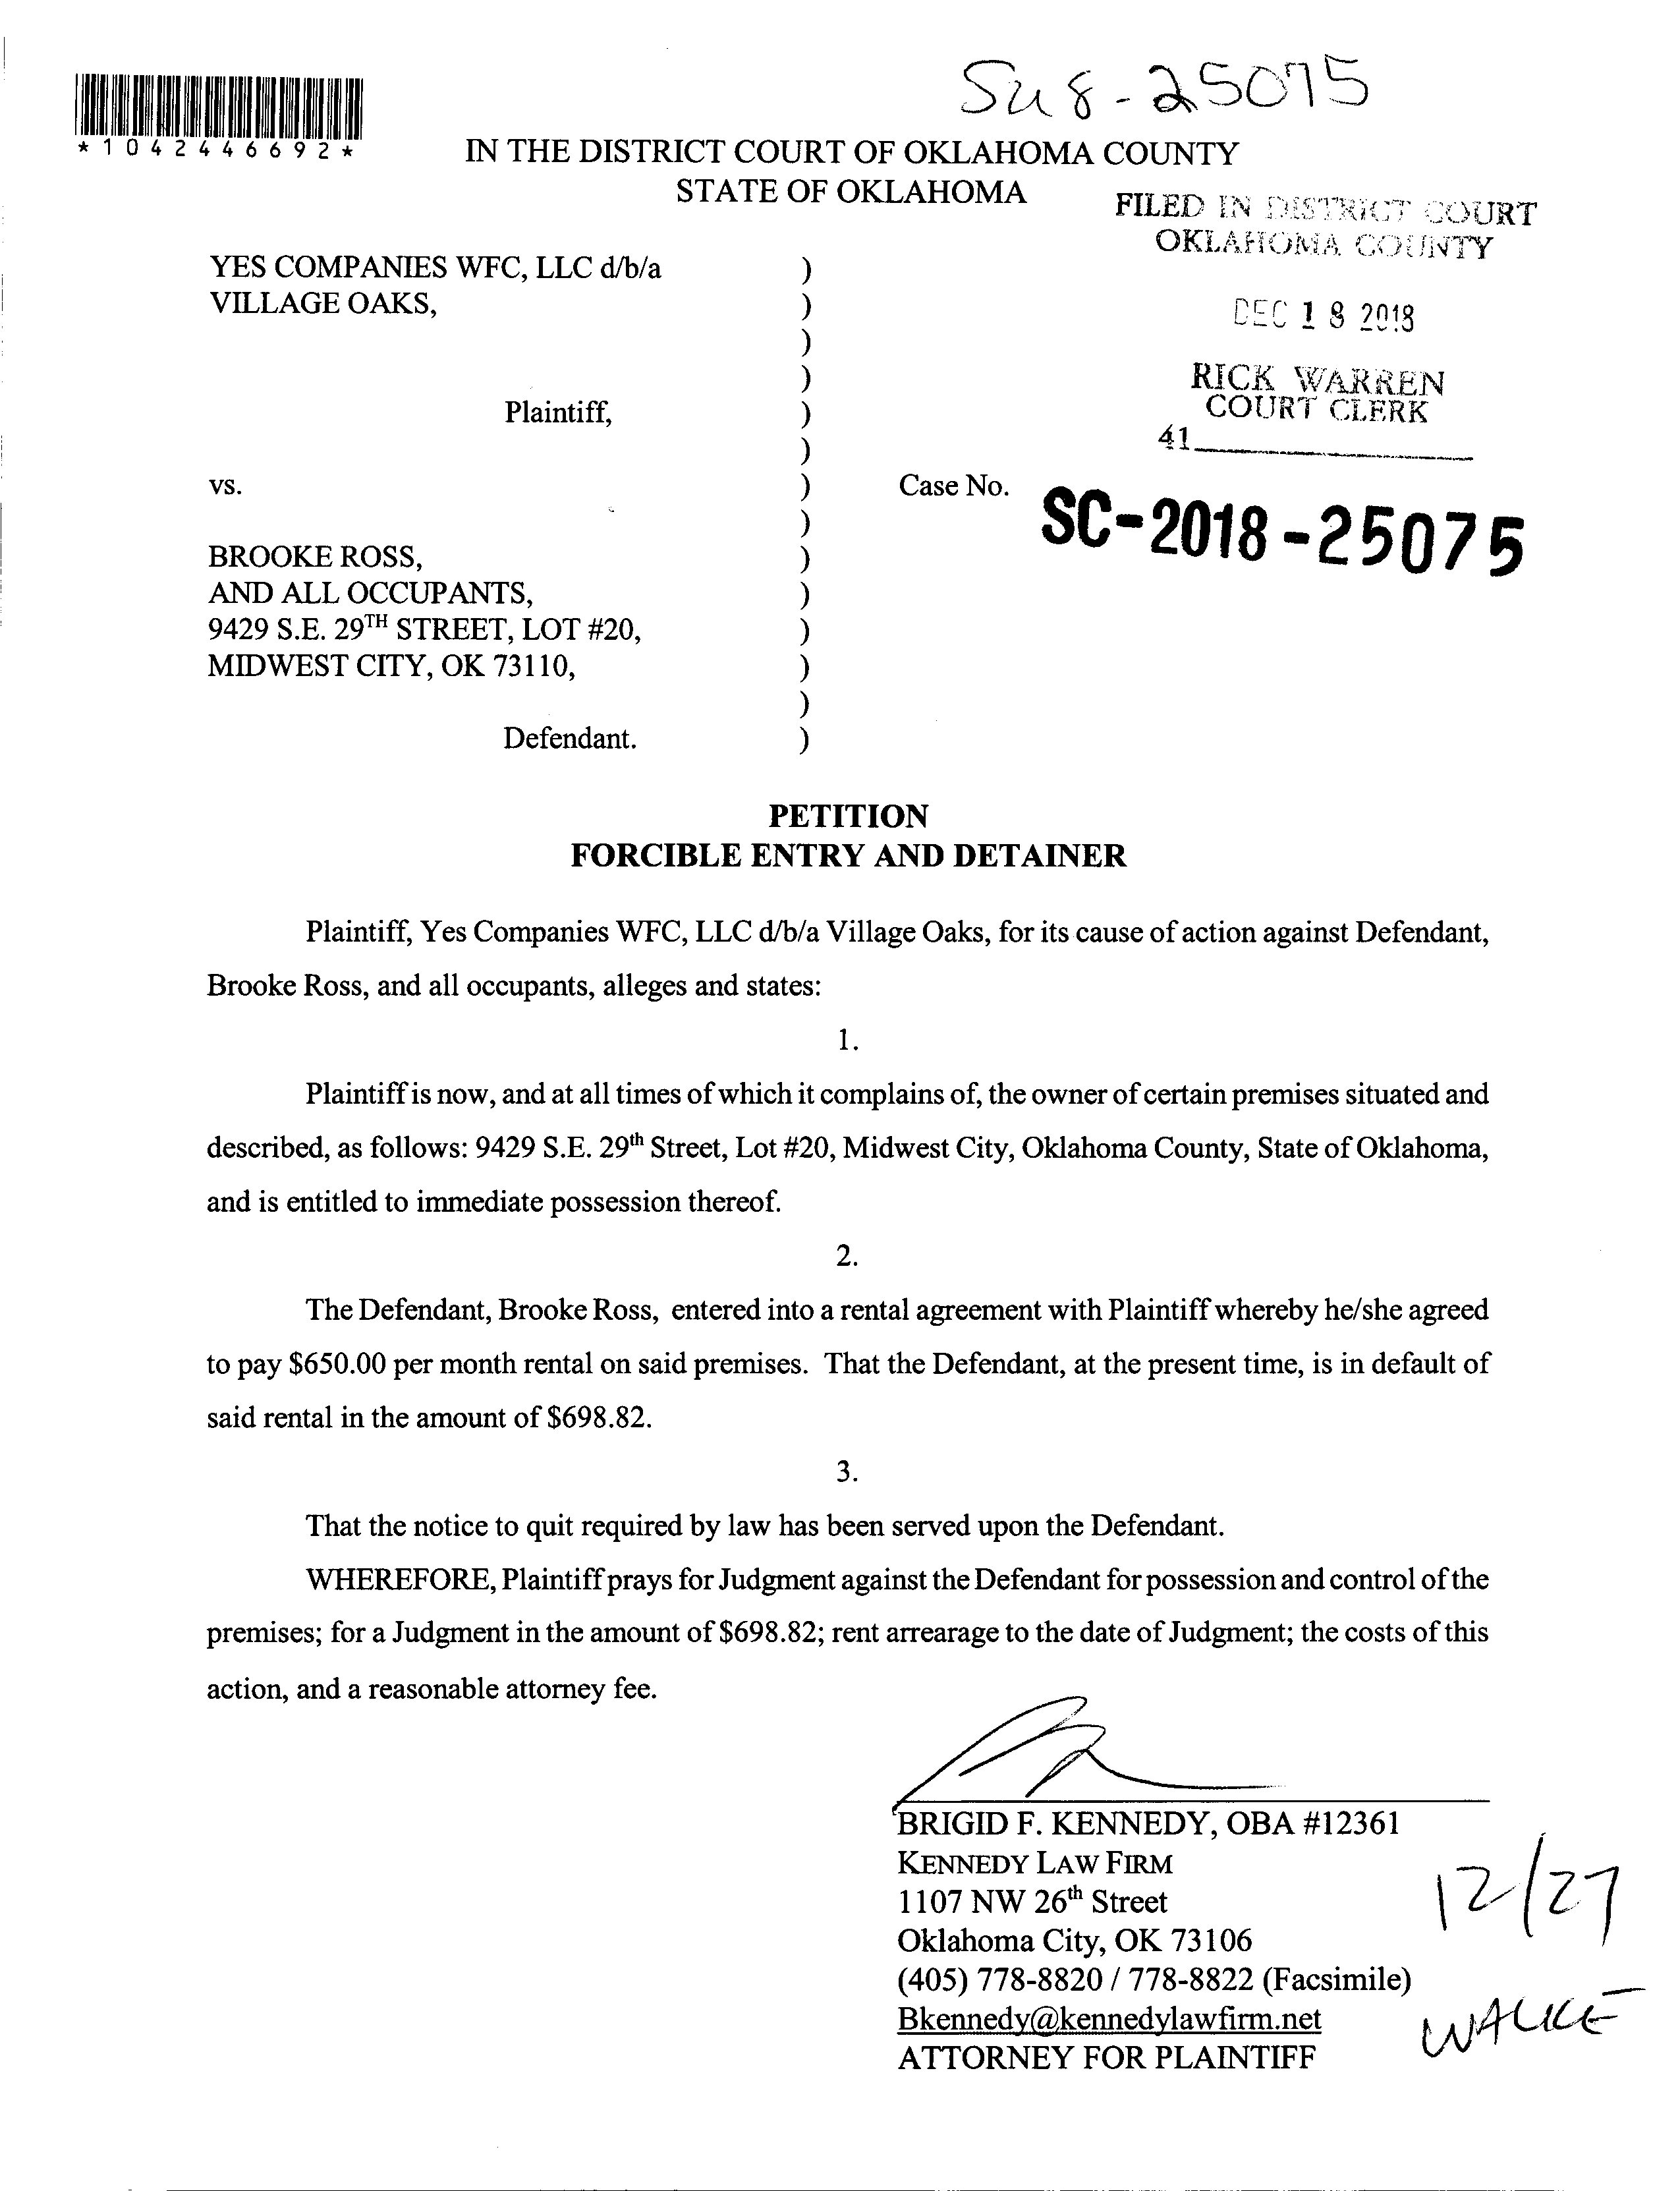 Su 8-25075
*1042446692*
IN THE DISTRICT COURT OF OKLAHOMA COUNTY
STATE OF OKLAHOMA
FILED IN DISTRICT COURT
OKLAHOMA COUNTY
DEC 18 2018
RICK WARREN
COURT CLERK
41
YES COMPANIES WFC, LLC d/b/a )
VILLAGE OAKS, )
)
)
Plaintiff, )
)
vs. ) Case No. SC-2018-25075
)
BROOKE ROSS, )
AND ALL OCCUPANTS, )
9429 S.E. 29TH STREET, LOT #20, )
MIDWEST CITY, OK 73110, )
)
Defendant. )
PETITION
FORCIBLE ENTRY AND DETAINER
Plaintiff, Yes Companies WFC, LLC d/b/a Village Oaks, for its cause of action against Defendant,
Brooke Ross, and all occupants, alleges and states:
1.
Plaintiff is now, and at all times of which it complains of, the owner of certain premises situated and
described, as follows: 9429 S.E. 29th Street, Lot #20, Midwest City, Oklahoma County, State of Oklahoma,
and is entitled to immediate possession thereof.
2.
The Defendant, Brooke Ross, entered into a rental agreement with Plaintiff whereby he/she agreed
to pay $650.00 per month rental on said premises. That the Defendant, at the present time, is in default of
said rental in the amount of $698.82.
3.
That the notice to quit required by law has been served upon the Defendant.
WHEREFORE, Plaintiff prays for Judgment against the Defendant for possession and control of the
premises; for a Judgment in the amount of $698.82; rent arrearage to the date of Judgment; the costs of this
action, and a reasonable attorney fee.
BRIGID F. KENNEDY, OBA #12361
KENNEDY LAW FIRM
1107 NW 26th Street
Oklahoma City, OK 73106
(405) 778-8820 / 778-8822 (Facsimile)
Bkennedy@kennedylawfirm.net
ATTORNEY FOR PLAINTIFF
12/27
WALKE